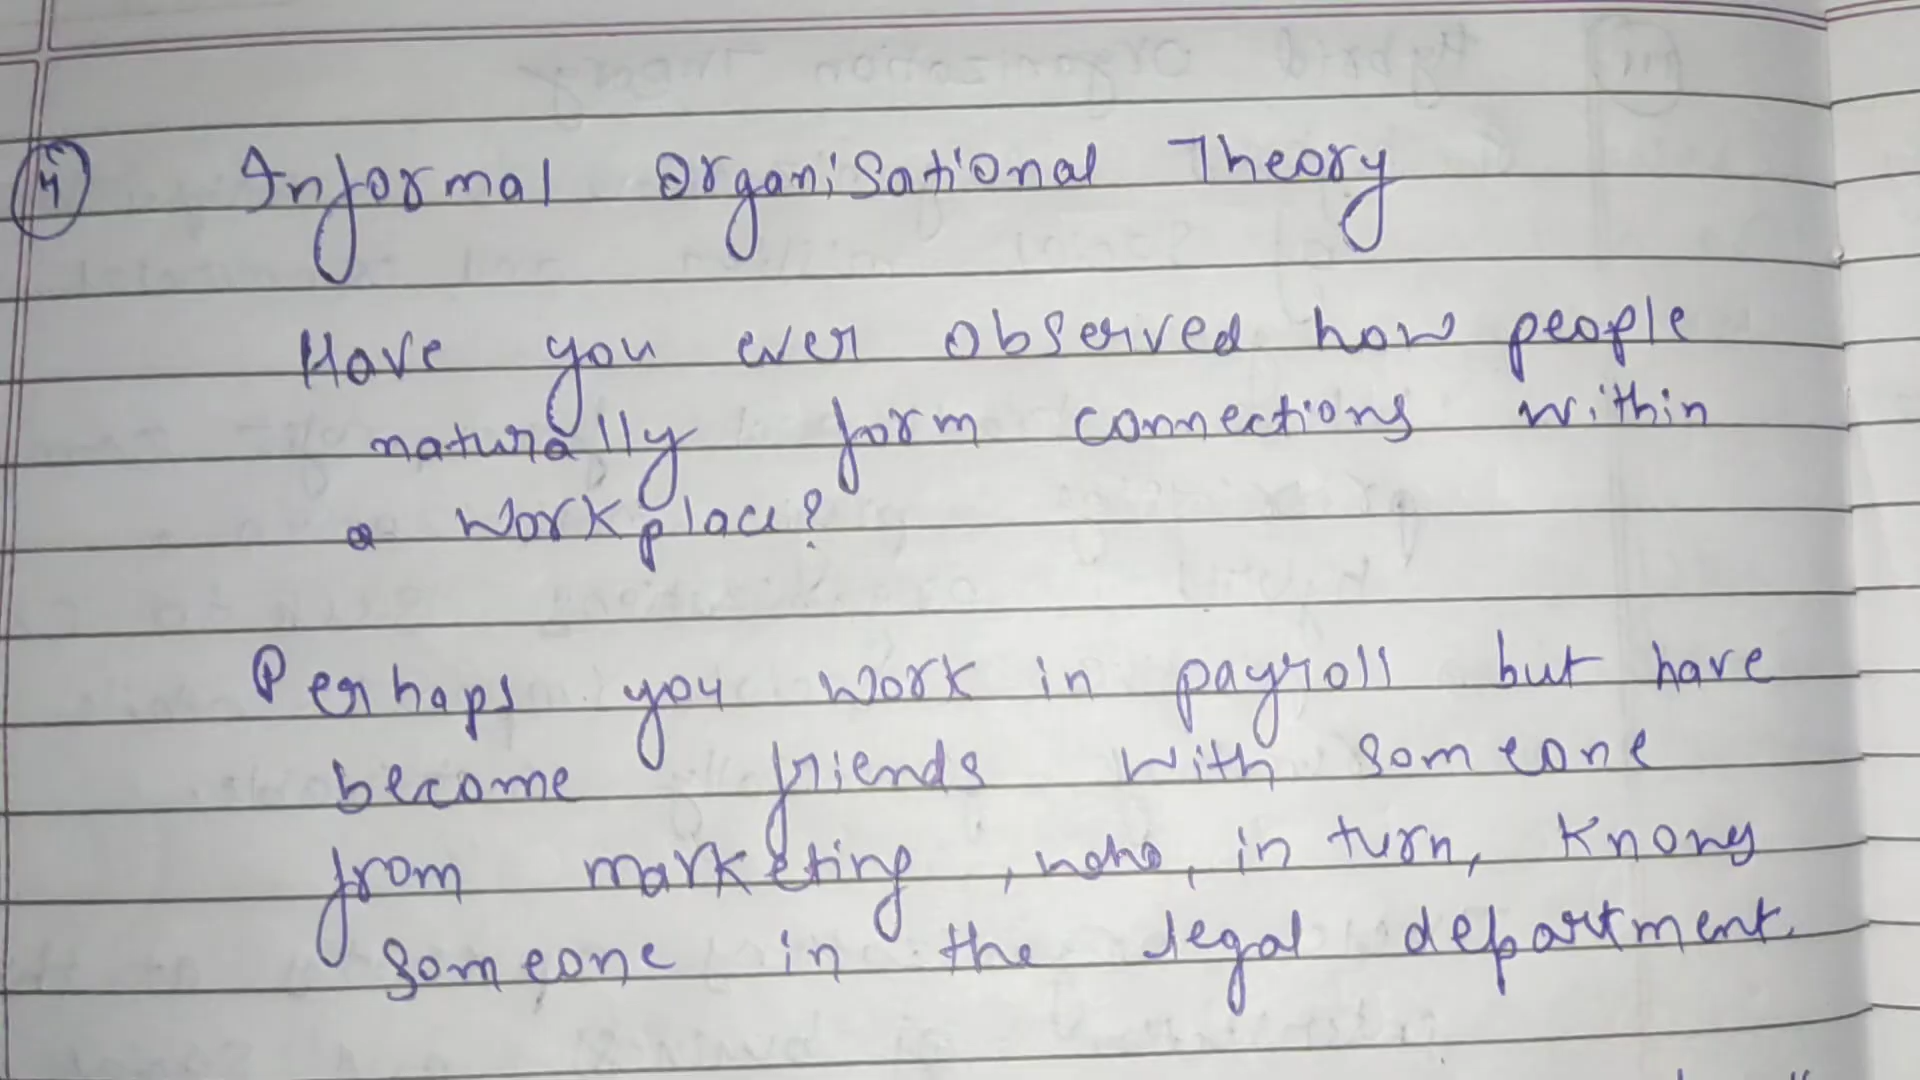 4 Informal Organisational Theory
Have you ever observed how people
naturally form connections within
a workplace?
Perhaps you work in payroll but have
become friends with someone
from marketing, who, in turn, knows
someone in the legal department.